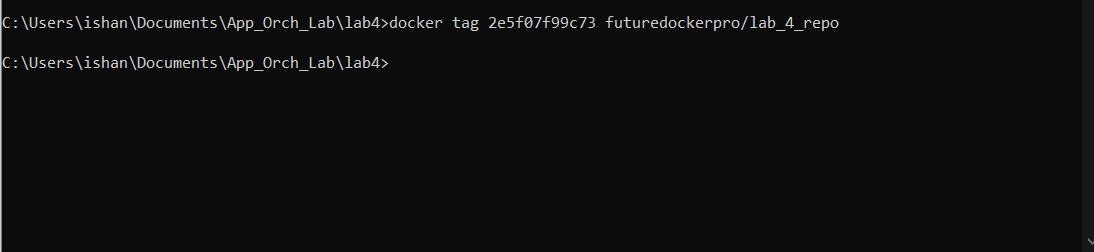 C:\Users\ishan\Documents\App_Orch_Lab\lab4>docker tag 2e5f07f99c73 futuredockerpro/lab_4_repo
C:\Users\ishan\Documents\App_Orch_Lab\lab4>